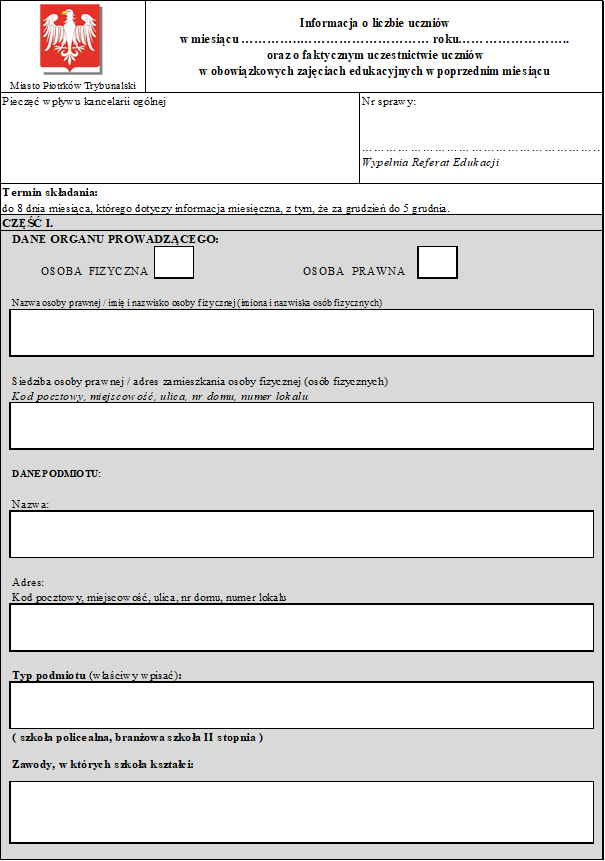 Informacja o liczbie uczniów
w miesiącu ………….…………………………… roku……………………..
oraz o faktycznym uczestnictwie uczniów
w obowiązkowych zajęciach edukacyjnych w poprzednim miesiącu
Miasto Piotrków Trybunalski
Pieczęć wpływu kancelarii ogólnej
Nr sprawy:
…………………………………………………
Wypełnia Referat Edukacji
Termin składania:
do 8 dnia miesiąca, którego dotyczy informacja miesięczna, z tym, że za grudzień do 5 grudnia.
CZĘŚĆ I.
DANE ORGANU PROWADZĄCEGO:
OSOBA FIZYCZNA
OSOBA PRAWNA
Nazwa osoby prawnej / imię i nazwisko osoby fizycznej (imiona i nazwiska osób fizycznych)
Siedziba osoby prawnej / adres zamieszkania osoby fizycznej (osób fizycznych)
Kod pocztowy, miejscowość, ulica, nr domu, numer lokalu
DANE PODMIOTU:
Nazwa:
Adres:
Kod pocztowy, miejscowość, ulica, nr domu, numer lokalu
Typ podmiotu (właściwy wpisać):
( szkoła policealna, branżowa szkoła II stopnia )
Zawody, w których szkoła kształci: